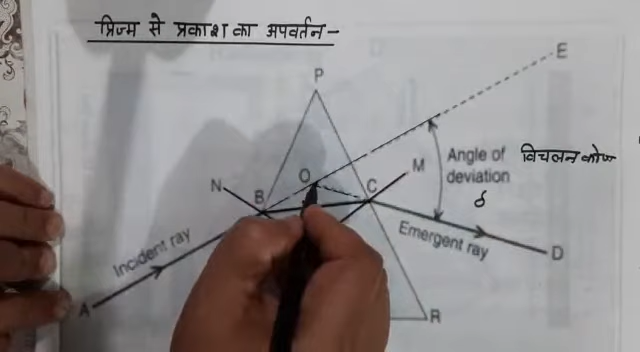 प्रिज्म से प्रकाश का अपवर्तन -
P
E
Angle of विचलन कोण
deviation
δ
M
N
O
B
C
Incident ray
Emergent ray
D
A
R